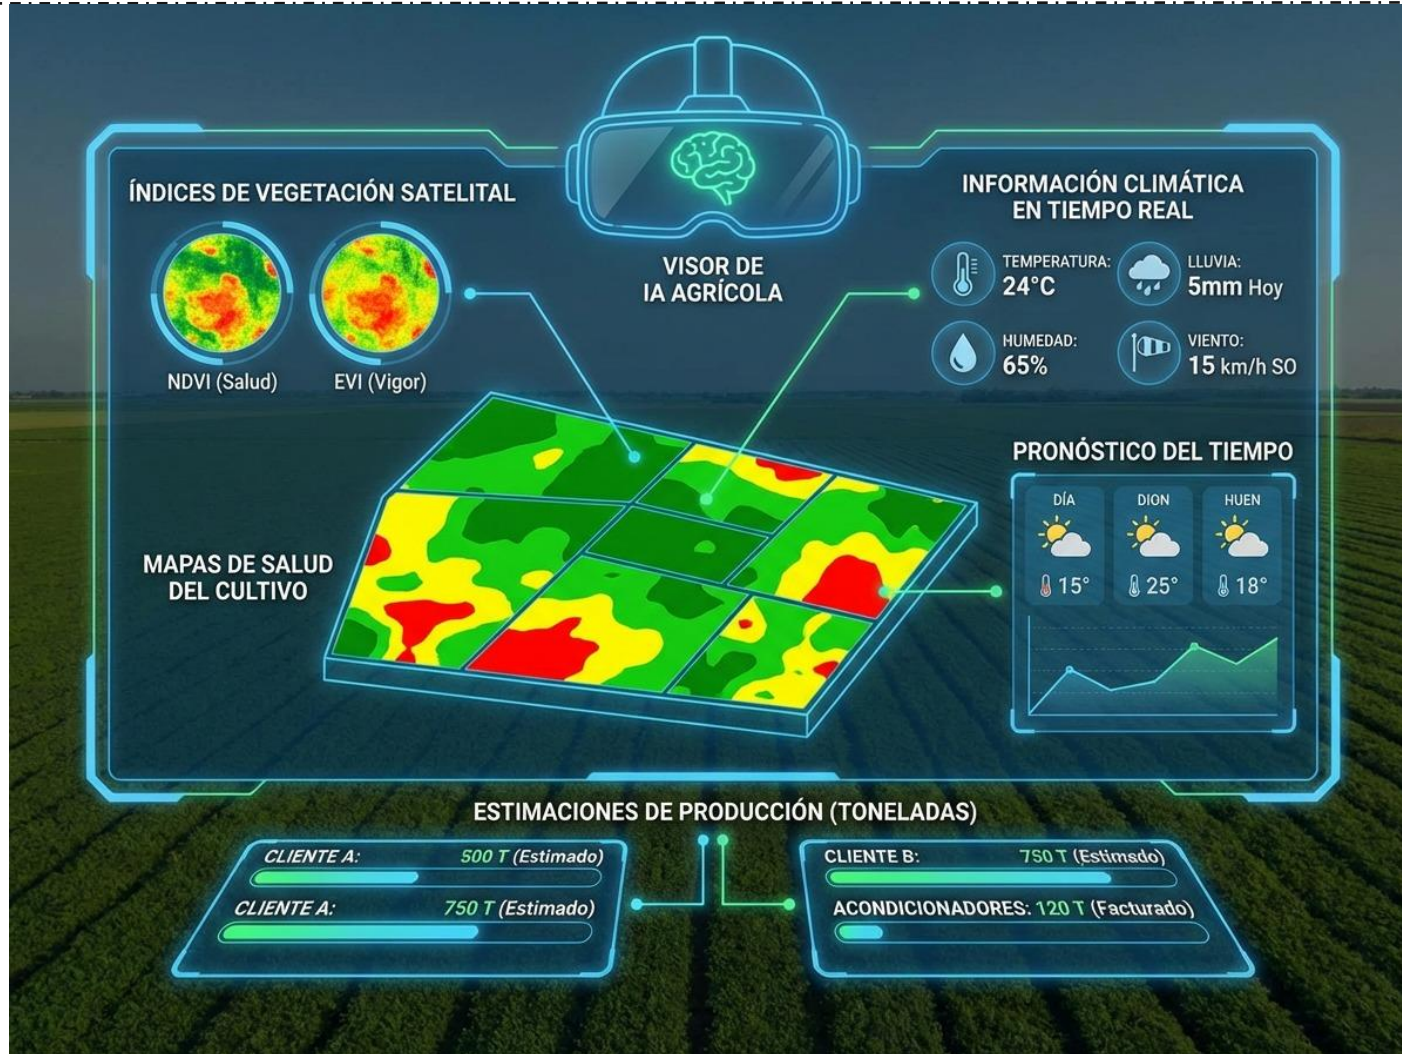 ÍNDICES DE VEGETACIÓN SATELITAL
NDVI (Salud)
EVI (Vigor)
VISOR DE
IA AGRÍCOLA
INFORMACIÓN CLIMÁTICA
EN TIEMPO REAL
TEMPERATURA:
24°C
LLUVIA:
5mm Hoy
HUMEDAD:
65%
VIENTO:
15 km/h SO
MAPAS DE SALUD
DEL CULTIVO
PRONÓSTICO DEL TIEMPO
DÍA
DION
HUEN
15°
25°
18°
ESTIMACIONES DE PRODUCCIÓN (TONELADAS)
CLIENTE A: 500 T (Estimado)
CLIENTE A: 750 T (Estimado)
CLIENTE B: 750 T (Estimsdo)
ACONDICIONADORES: 120 T (Facturado)